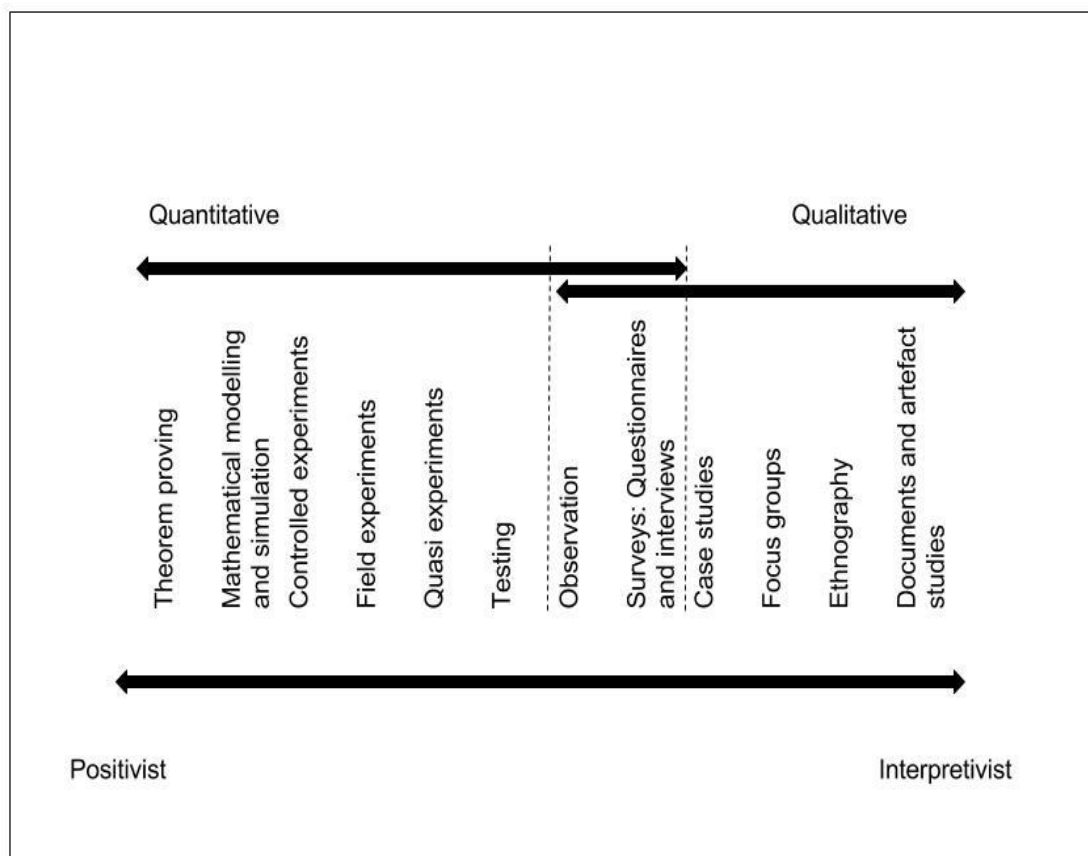 Quantitative
Qualitative
Theorem proving
Mathematical modelling
and simulation
Controlled experiments
Field experiments
Quasi experiments
Testing
Observation
Surveys: Questionnaires
and interviews
Case studies
Focus groups
Ethnography
Documents and artefact
studies
Positivist
Interpretivist